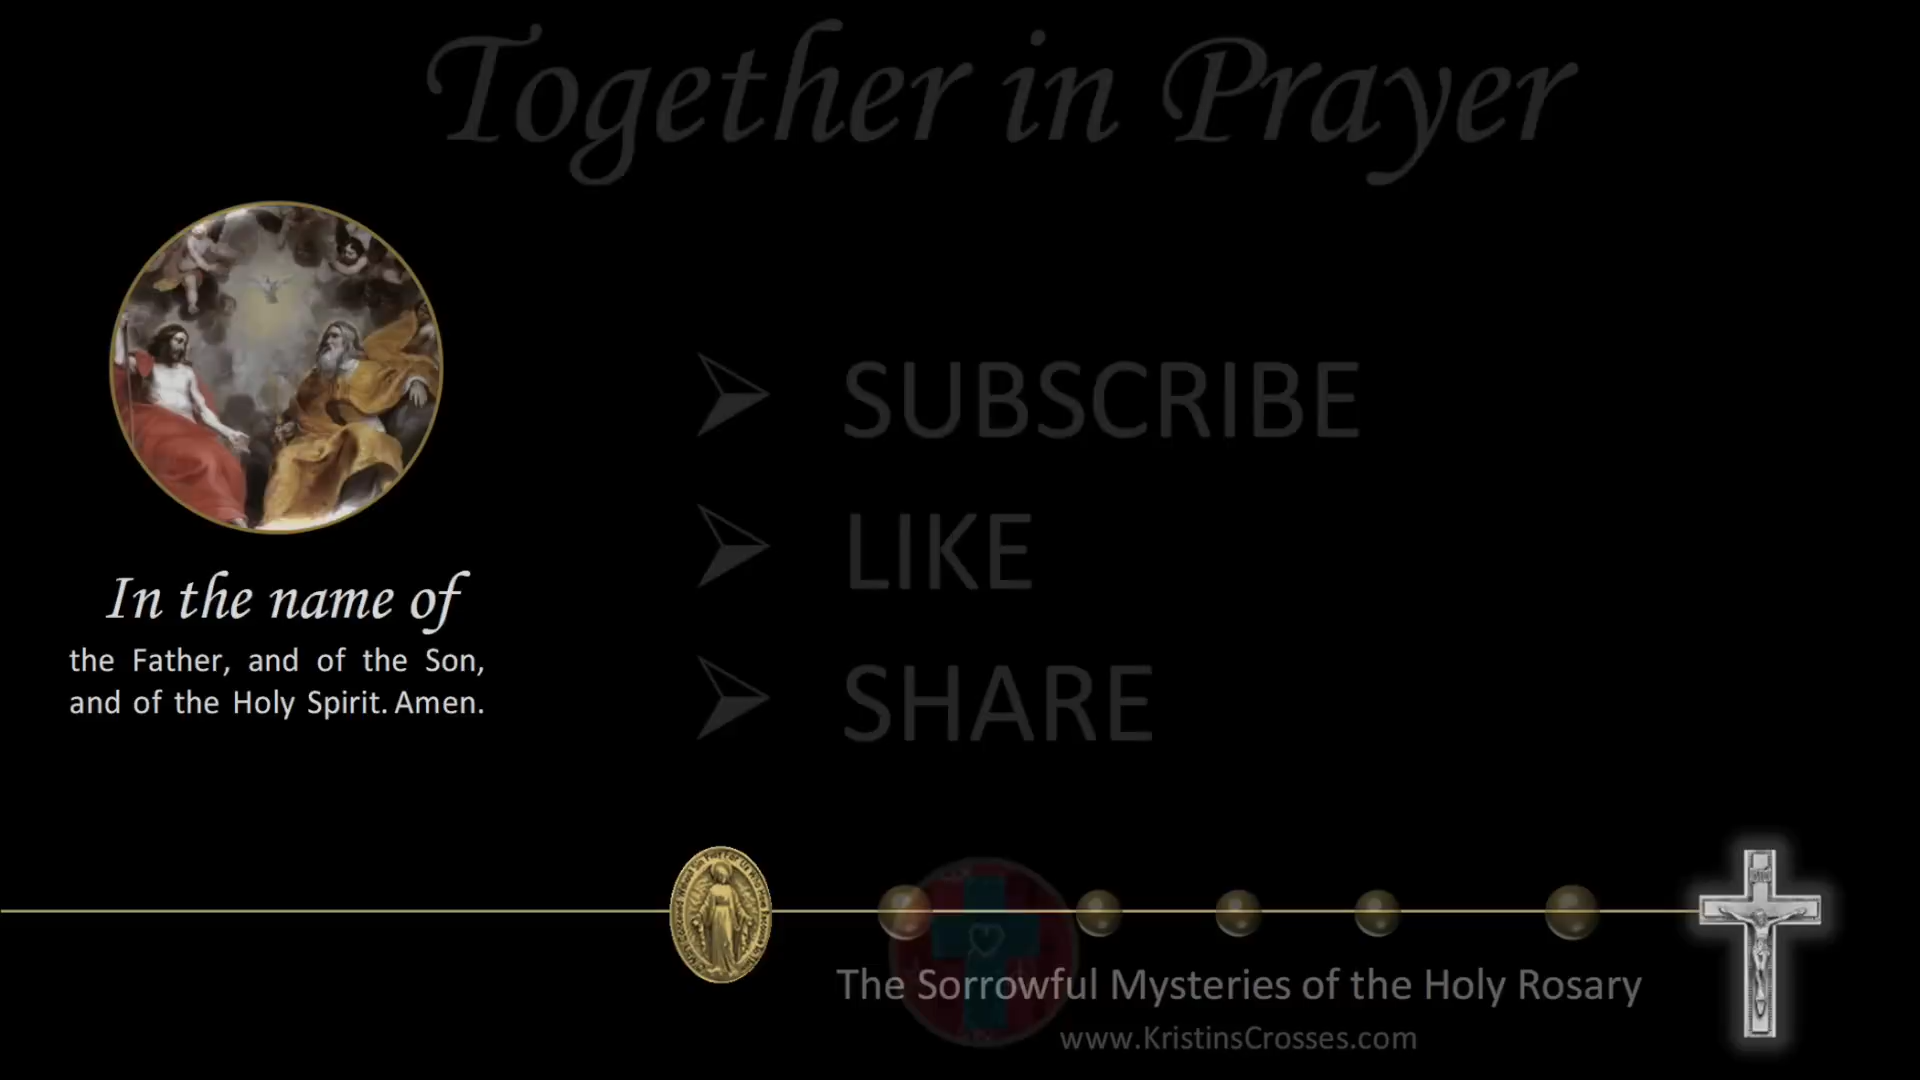 Together in Prayer
SUBSCRIBE
LIKE
SHARE
In the name of
the Father, and of the Son,
and of the Holy Spirit. Amen.
The Sorrowful Mysteries of the Holy Rosary
www.KristinsCrosses.com